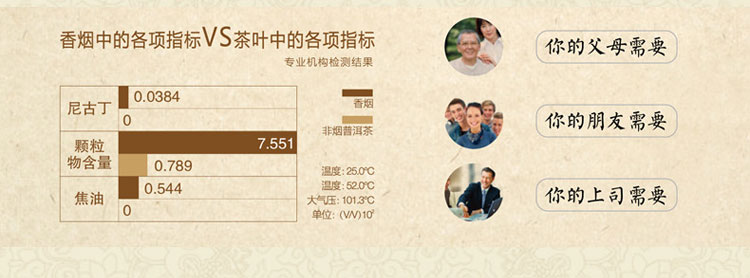 香烟中的各项指标VS茶叶中的各项指标
专业机构检测结果
尼古丁
0.0384
0
颗粒
物含量
7.551
0.789
焦油
0.544
0
香烟
非烟普洱茶
温度: 25.0ºC
温度: 52.0ºC
大气压: 101.3ºC
单位: (V/V)10²
你的父母需要
你的朋友需要
你的上司需要